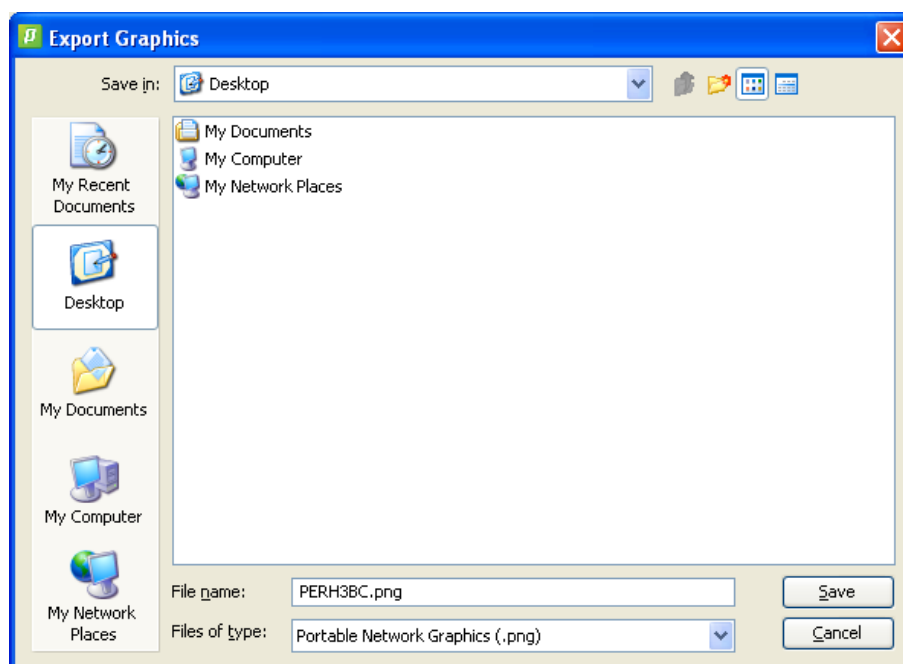 Export Graphics
Save in:
Desktop
My Documents
My Computer
My Network Places
My Recent
Documents
Desktop
My Documents
My Computer
My Network
Places
File name:
PERH3BC.png
Save
Files of type:
Portable Network Graphics (.png)
Cancel